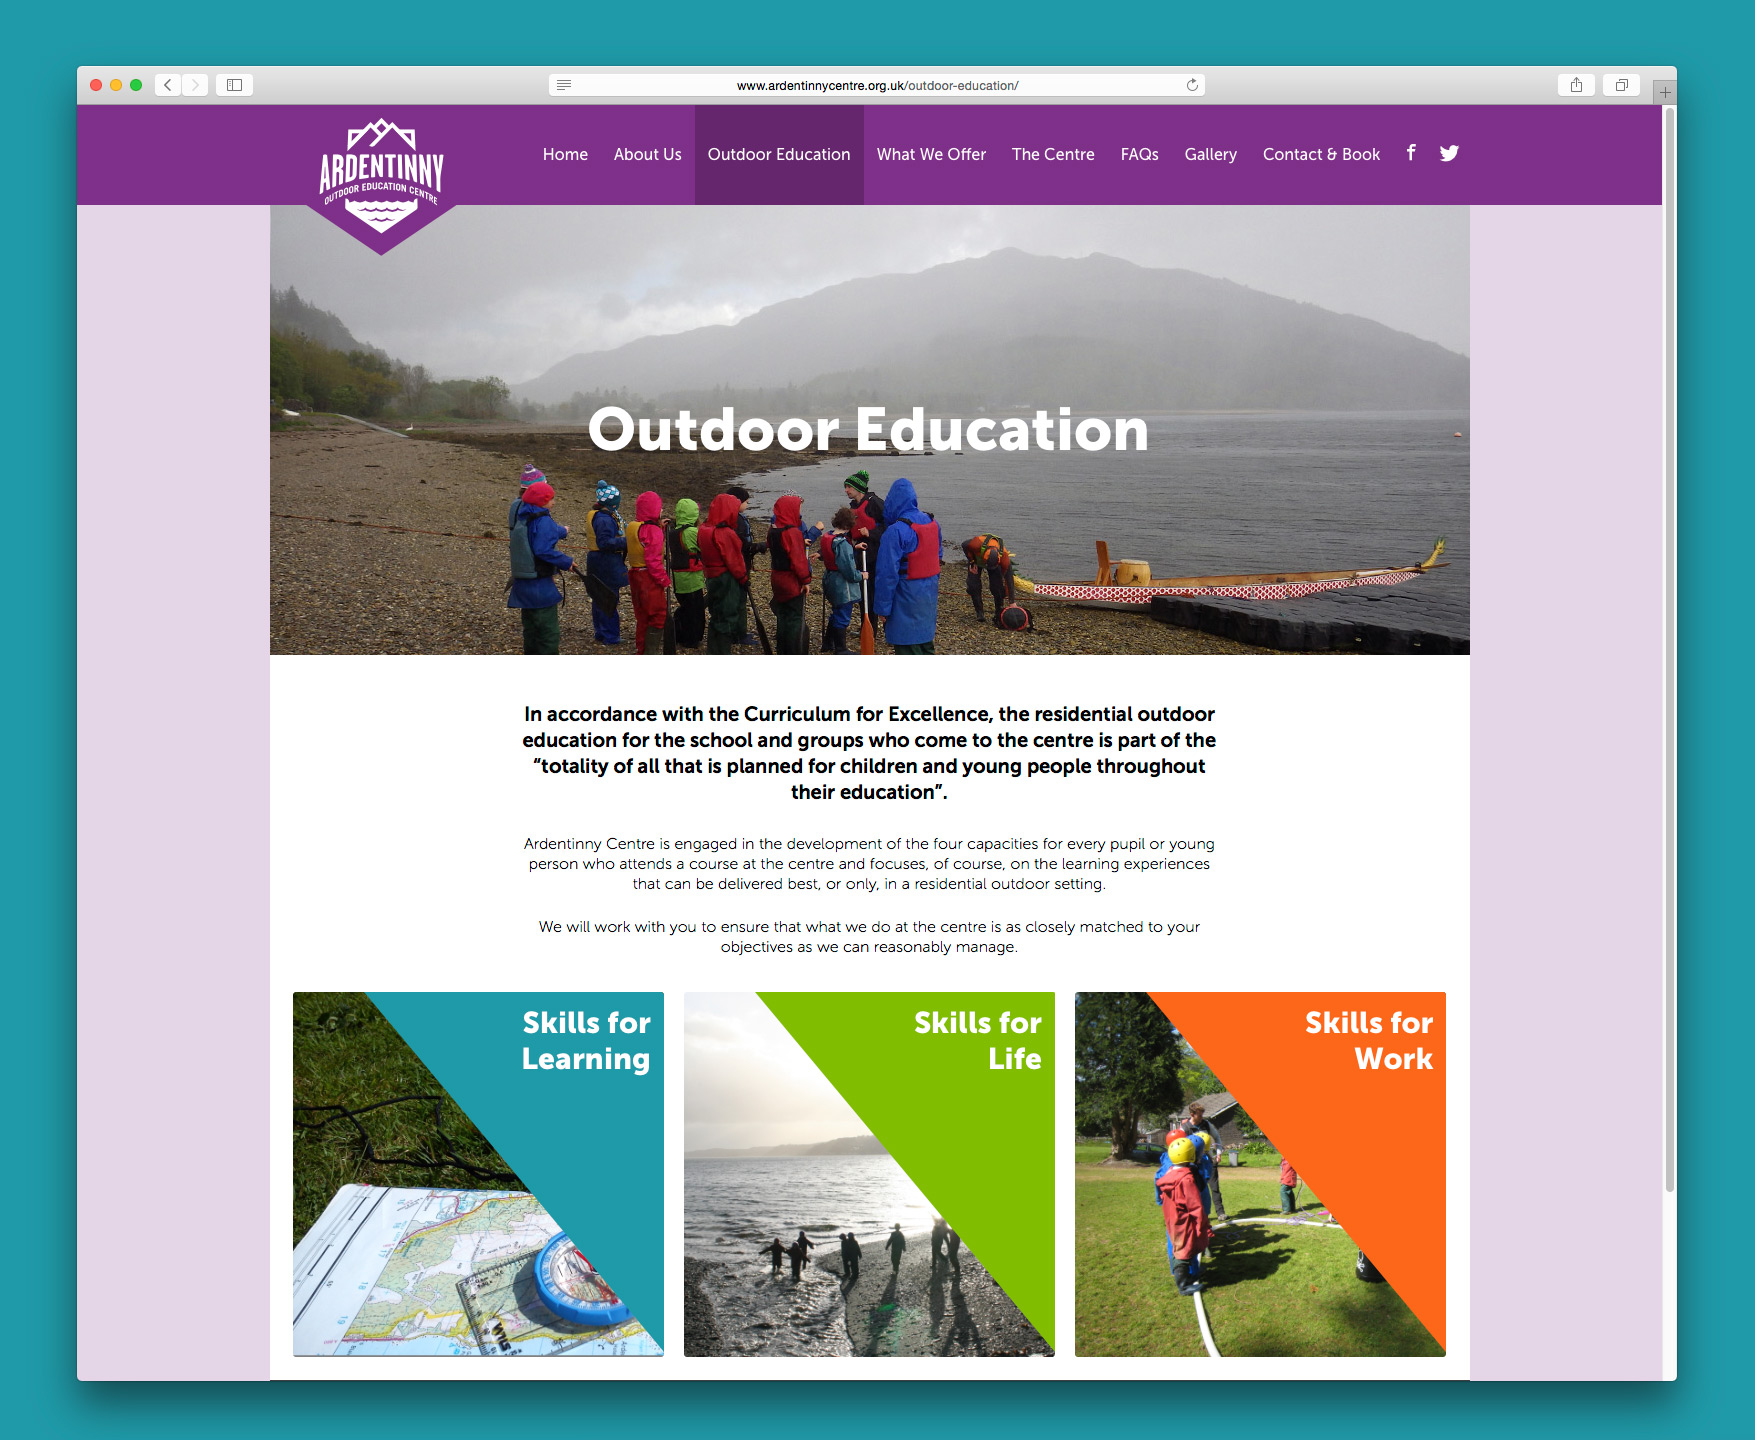 www.ardentinnycentre.org.uk/outdoor-education/
ARDENTINNY
OUTDOOR EDUCATION CENTRE
Home About Us Outdoor Education What We Offer The Centre FAQs Gallery Contact & Book
Outdoor Education
In accordance with the Curriculum for Excellence, the residential outdoor
education for the school and groups who come to the centre is part of the
“totality of all that is planned for children and young people throughout
their education”.
Ardentinny Centre is engaged in the development of the four capacities for every pupil or young
person who attends a course at the centre and focuses, of course, on the learning experiences
that can be delivered best, or only, in a residential outdoor setting.
We will work with you to ensure that what we do at the centre is as closely matched to your
objectives as we can reasonably manage.
Skills for
Learning
Skills for
Life
Skills for
Work